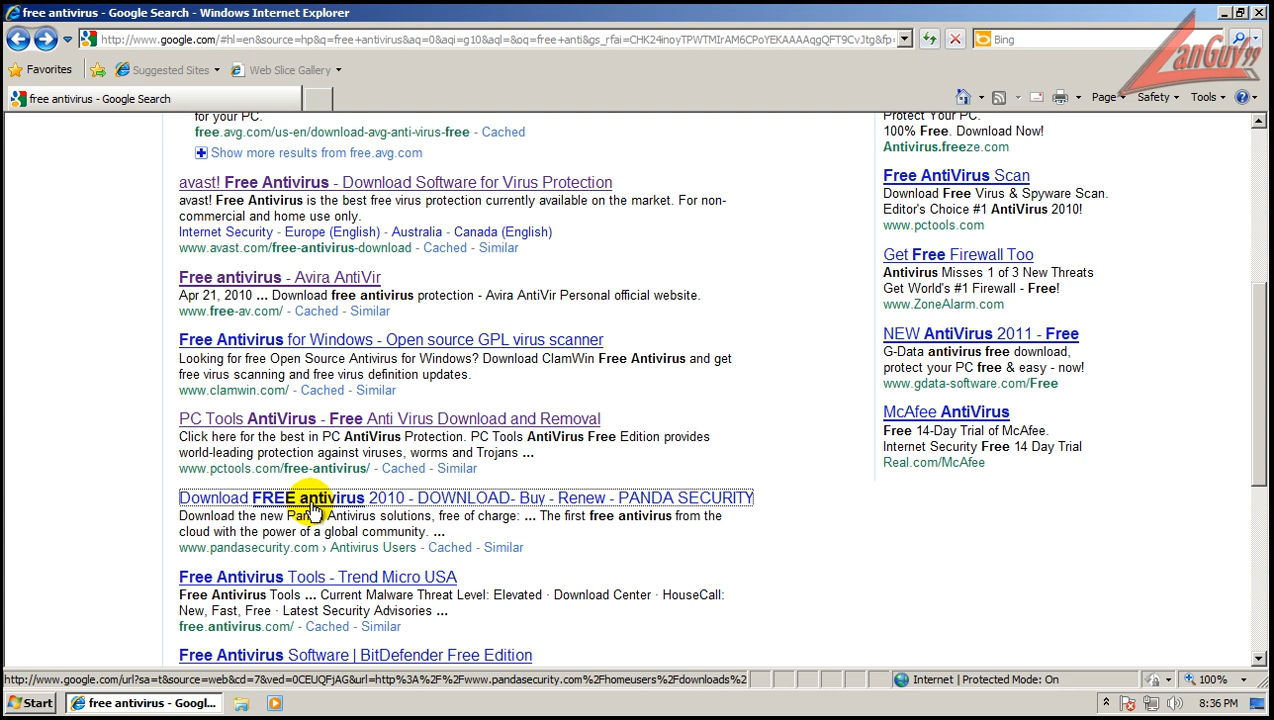 free antivirus - Google Search - Windows Internet Explorer
http://www.google.com/#hl=en&source=hp&q=free+antivirus&aq=0&aqi=g10&aql=&oq=free+anti&gs_rfai=CHK24inoyTPWTMIrAM6CPoYEKAAAAqgQFT9CvJtg&fp=
Bing
anGuy99
Favorites
Suggested Sites
Web Slice Gallery
free antivirus - Google Search
Page
Safety
Tools
for your PC.
free.avg.com/us-en/download-avg-anti-virus-free - Cached
Show more results from free.avg.com
avast! Free Antivirus - Download Software for Virus Protection
avast! Free Antivirus is the best free virus protection currently available on the market. For non-
commercial and home use only.
Internet Security - Europe (English) - Australia - Canada (English)
www.avast.com/free-antivirus-download - Cached - Similar
Free antivirus - Avira AntiVir
Apr 21, 2010 ... Download free antivirus protection - Avira AntiVir Personal official website.
www.free-av.com/ - Cached - Similar
Free Antivirus for Windows - Open source GPL virus scanner
Looking for free Open Source Antivirus for Windows? Download ClamWin Free Antivirus and get
free virus scanning and free virus definition updates.
www.clamwin.com/ - Cached - Similar
PC Tools AntiVirus - Free Anti Virus Download and Removal
Click here for the best in PC AntiVirus Protection. PC Tools AntiVirus Free Edition provides
world-leading protection against viruses, worms and Trojans ...
www.pctools.com/free-antivirus/ - Cached - Similar
Download FREE antivirus 2010 - DOWNLOAD- Buy - Renew - PANDA SECURITY
Download the new Panda Antivirus solutions, free of charge: ... The first free antivirus from the
cloud with the power of a global community. ...
www.pandasecurity.com › Antivirus Users - Cached - Similar
Free Antivirus Tools - Trend Micro USA
Free Antivirus Tools ... Current Malware Threat Level: Elevated · Download Center · HouseCall:
New, Fast, Free · Latest Security Advisories ...
free.antivirus.com/ - Cached - Similar
Free Antivirus Software | BitDefender Free Edition
Protect Your PC.
100% Free. Download Now!
Antivirus.freeze.com
Free AntiVirus Scan
Download Free Virus & Spyware Scan.
Editor's Choice #1 AntiVirus 2010!
www.pctools.com
Get Free Firewall Too
Antivirus Misses 1 of 3 New Threats
Get World's #1 Firewall - Free!
www.ZoneAlarm.com
NEW AntiVirus 2011 - Free
G-Data antivirus free download,
protect your PC free & easy - now!
www.gdata-software.com/Free
McAfee AntiVirus
Free 14-Day Trial of McAfee.
Internet Security Free 14 Day Trial
Real.com/McAfee
http://www.google.com/url?sa=t&source=web&cd=7&ved=0CEUQFjAG&url=http%3A%2F%2Fwww.pandasecurity.com%2Fhomeusers%2Fdownloads%2
Internet | Protected Mode: On
100%
Start
free antivirus - Googl...
8:36 PM